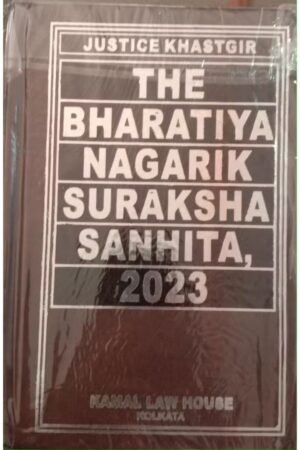 JUSTICE KHASTGIR
THE
BHARATIYA
NAGARIK
SURAKSHA
SANHITA,
2023
KAMAL LAW HOUSE
KOLKATA